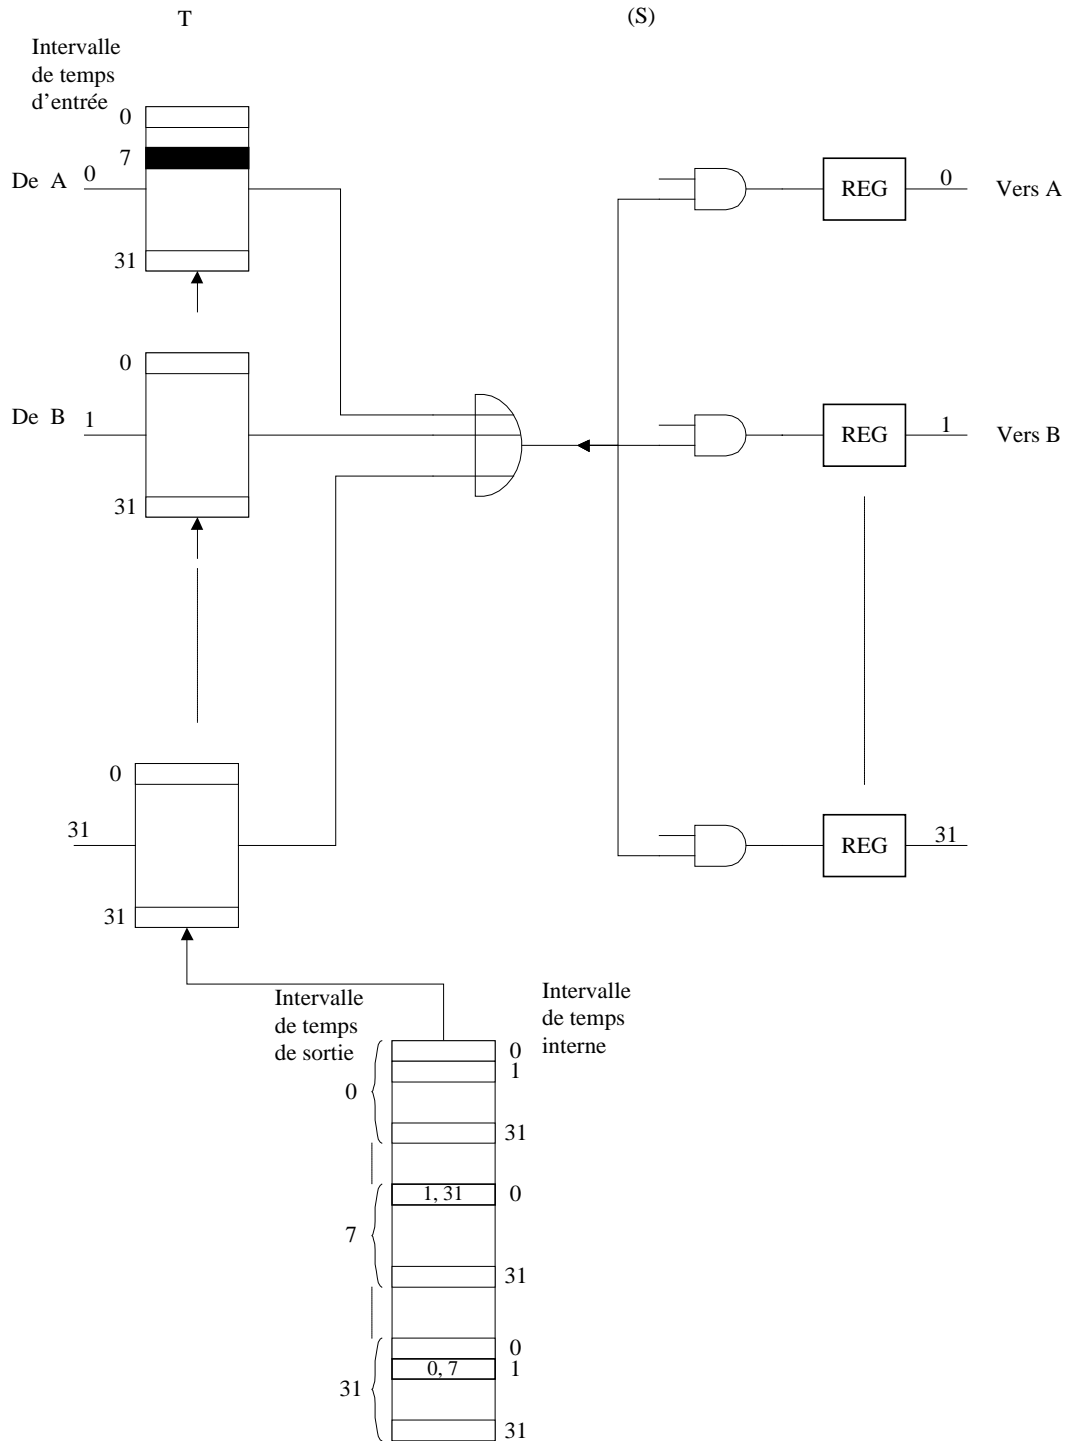 T
(S)
Intervalle
de temps
d'entrée
0
7
De A
0
31
REG
0
Vers A
0
De B
1
31
REG
1
Vers B
0
31
31
REG
31
Intervalle
de temps
de sortie
Intervalle
de temps
interne
0
1
0
31
1, 31
0
7
31
0
0, 7
1
31
31